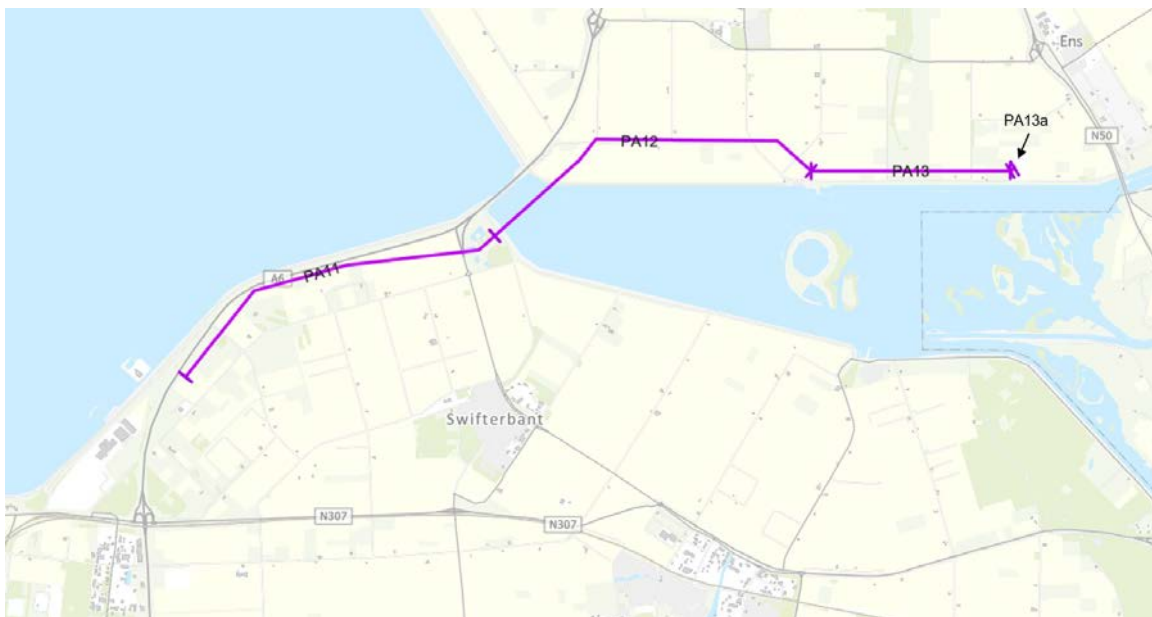 Ens
PA13a
N50
PA12
PA13
A6
PA11
Swifterbant
N307
N307